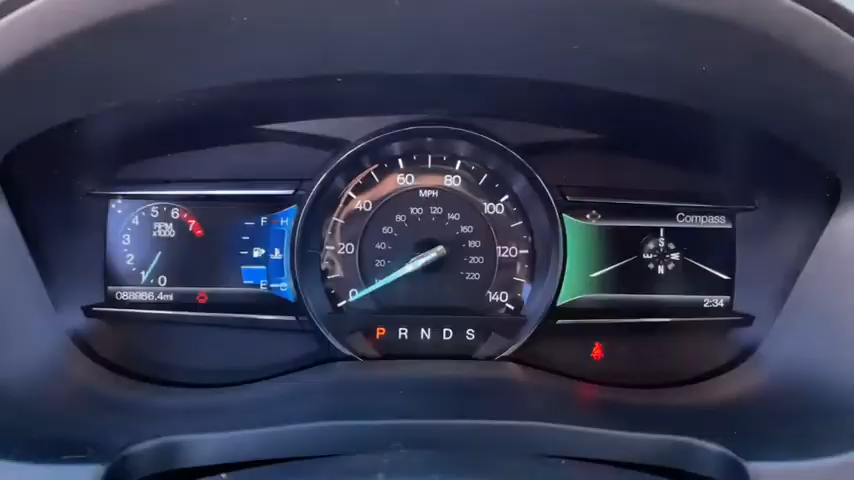 1 2 3 4 5 6 7
RPM
x1000
0
F H
E C
088866.4mi
0 20 40 60 80 100 120 140
MPH
20 40 60 80 100 120 140 160 180 200 220
P R N D S
Compass
S
E W
N
2:34